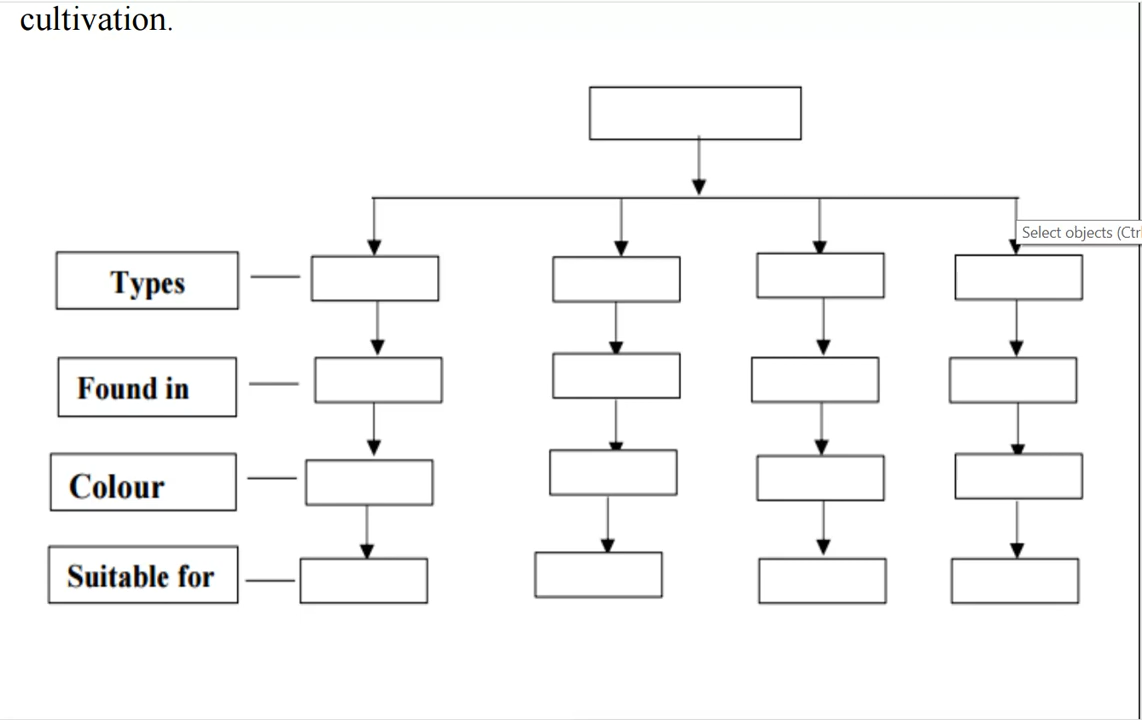 cultivation.
Select objects (Ctr
Types
Found in
Colour
Suitable for